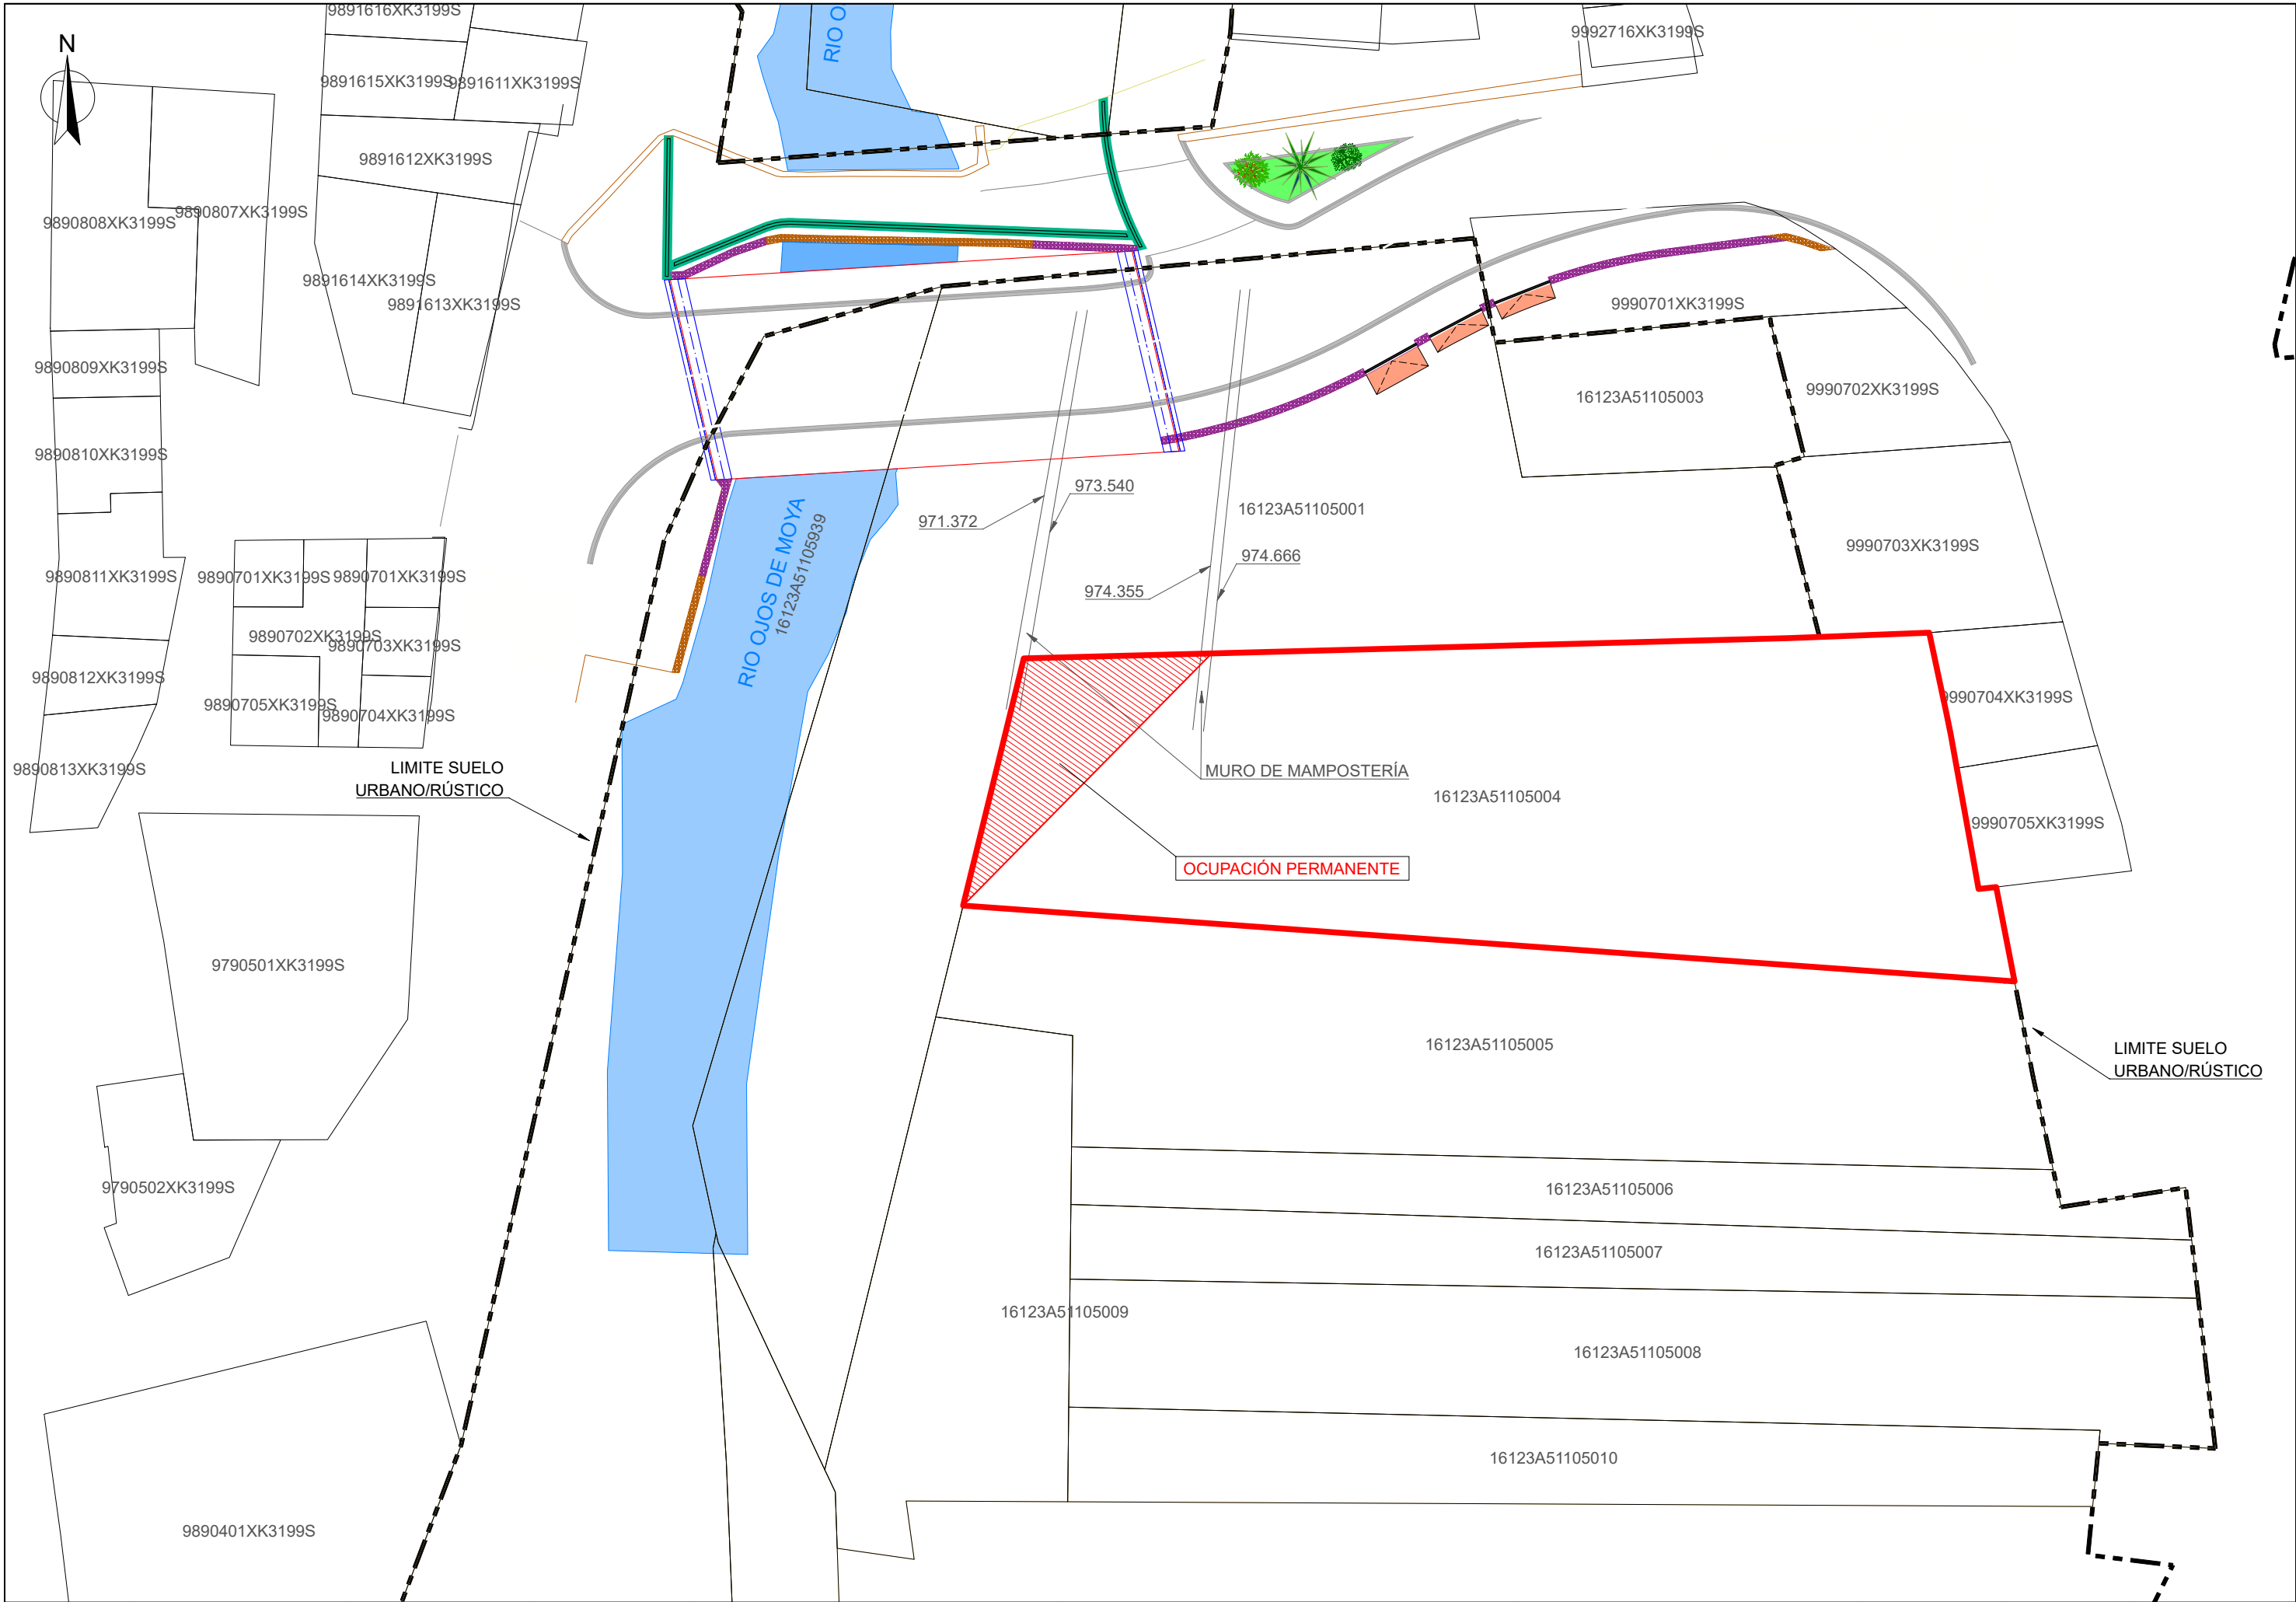 9891616XK3199S
RIO O
9992716XK3199S
N
9891615XK3199S
9891611XK3199S
9891612XK3199S
9890808XK3199S
9890807XK3199S
9891614XK3199S
9891613XK3199S
9990701XK3199S
9890809XK3199S
16123A51105003
9990702XK3199S
9890810XK3199S
973.540
971.372
16123A51105001
RIO OJOS DE MOYA
16123A51105939
974.666
974.355
9990703XK3199S
9890811XK3199S
9890701XK3199S
9890701XK3199S
9890702XK3199S
9890703XK3199S
9890812XK3199S
9890705XK3199S
9890704XK3199S
9990704XK3199S
9890813XK3199S
LIMITE SUELO
URBANO/RÚSTICO
MURO DE MAMPOSTERÍA
16123A51105004
9990705XK3199S
OCUPACIÓN PERMANENTE
9790501XK3199S
16123A51105005
LIMITE SUELO
URBANO/RÚSTICO
9790502XK3199S
16123A51105006
16123A51105007
16123A51105009
16123A51105008
16123A51105010
9890401XK3199S